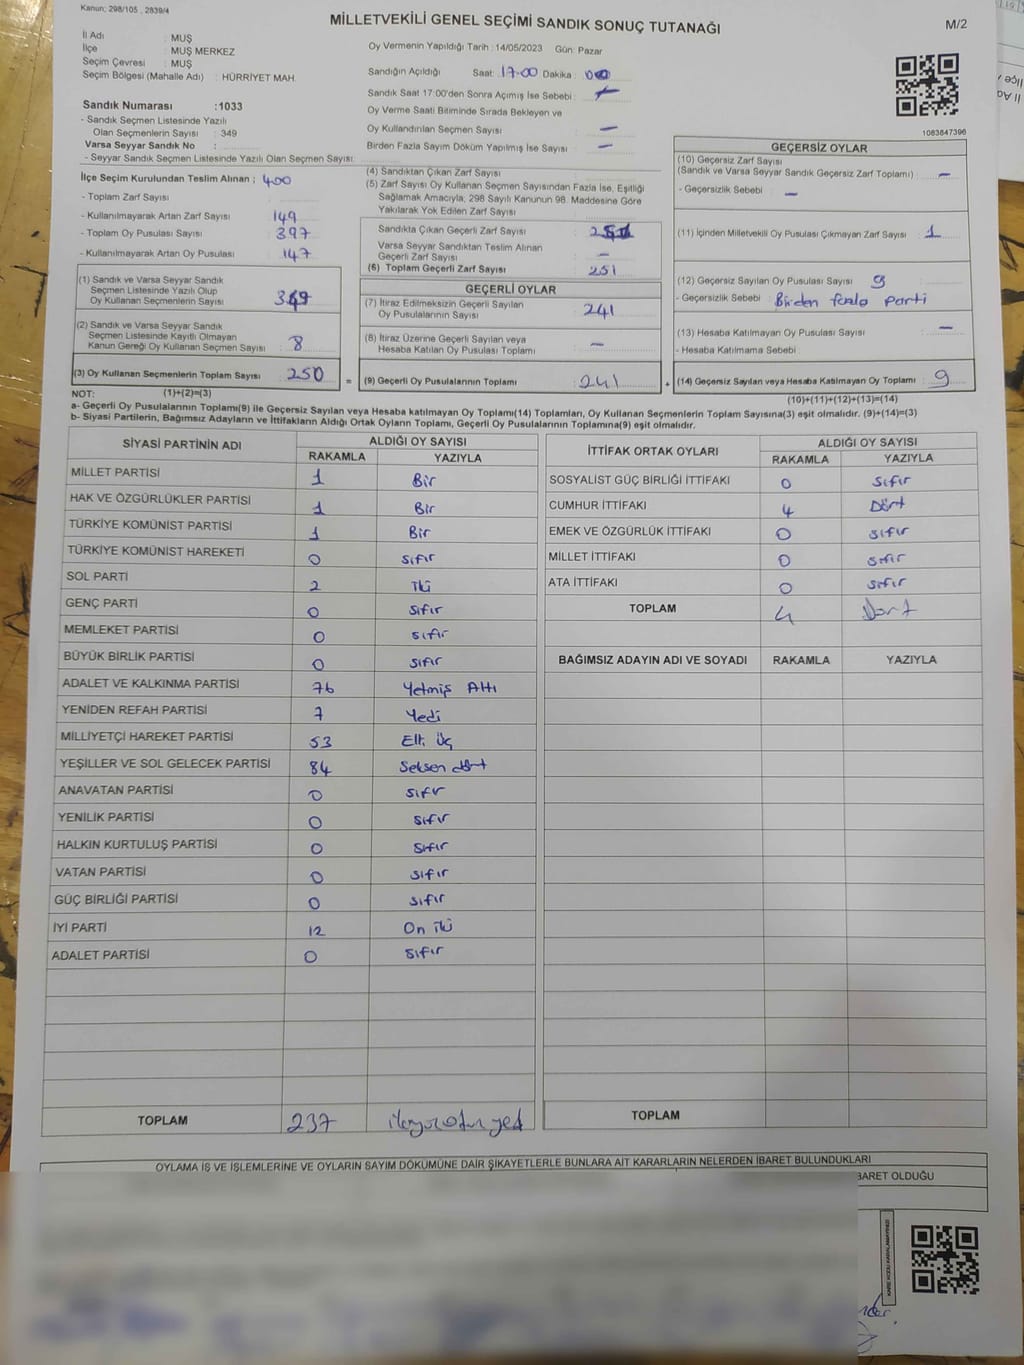 Kanun; 298/105 , 2839/4
MİLLETVEKİLİ GENEL SEÇİMİ SANDIK SONUÇ TUTANAĞI
M/2
İl Adı : MUŞ
İlçe : MUŞ MERKEZ
Seçim Çevresi : MUŞ
Seçim Bölgesi (Mahalle Adı) : HÜRRİYET MAH.
Oy Vermenin Yapıldığı Tarih : 14/05/2023 Gün: Pazar
Sandığın Açıldığı Saat: 17:00 Dakika : 00
Sandık Saat 17:00'den Sonra Açımış İse Sebebi : –
Oy Verme Saati Bitiminde Sırada Bekleyen ve
Oy Kullandırılan Seçmen Sayısı : –
Birden Fazla Sayım Döküm Yapılmış İse Sayısı : –
1083847396
Sandık Numarası :1033
- Sandık Seçmen Listesinde Yazılı
Olan Seçmenlerin Sayısı : 349
Varsa Seyyar Sandık No :
- Seyyar Sandık Seçmen Listesinde Yazılı Olan Seçmen Sayısı:
İlçe Seçim Kurulundan Teslim Alınan ; 400
- Toplam Zarf Sayısı
- Kullanılmayarak Artan Zarf Sayısı 149
- Toplam Oy Pusulası Sayısı : 397
- Kullanılmayarak Artan Oy Pusulası 147
(1) Sandık ve Varsa Seyyar Sandık
Seçmen Listesinde Yazılı Olup
Oy Kullanan Seçmenlerin Sayısı :
(2) Sandık ve Varsa Seyyar Sandık
Seçmen Listesinde Kayıtlı Olmayan
Kanun Gereği Oy Kullanan Seçmen Sayısı : 8
(3) Oy Kullanan Seçmenlerin Toplam Sayısı : 250
(1)+(2)=(3)
(4) Sandıktan Çıkan Zarf Sayısı
(5) Zarf Sayısı Oy Kullanan Seçmen Sayısından Fazla İse, Eşitliği
Sağlamak Amacıyla, 298 Sayılı Kanunun 98. Maddesine Göre
Yakılarak Yok Edilen Zarf Sayısı
Sandıkta Çıkan Geçerli Zarf Sayısı :
Varsa Seyyar Sandıktan Teslim Alınan
Geçerli Zarf Sayısı : –
(6) Toplam Geçerli Zarf Sayısı : 251
GEÇERLİ OYLAR
(7) İtiraz Edilmeksizin Geçerli Sayılan
Oy Pusulalarının Sayısı : 241
(8) İtiraz Üzerine Geçerli Sayılan veya
Hesaba Katılan Oy Pusulası Toplamı : –
= (9) Geçerli Oy Pusulalarının Toplamı : 241 +
GEÇERSİZ OYLAR
(10) Geçersiz Zarf Sayısı
(Sandık ve Varsa Seyyar Sandık Geçersiz Zarf Toplamı) : –
- Geçersizlik Sebebi : –
(11) İçinden Milletvekili Oy Pusulası Çıkmayan Zarf Sayısı : 1
(12) Geçersiz Sayılan Oy Pusulası Sayısı : 9
- Geçersizlik Sebebi : Birden fazla parti
(13) Hesaba Katılmayan Oy Pusulası Sayısı : –
- Hesaba Katılmama Sebebi :
(14) Geçersiz Sayılan veya Hesaba Katılmayan Oy Toplamı : 9
(10)+(11)+(12)+(13)=(14)
NOT:
a- Geçerli Oy Pusulalarının Toplamı(9) ile Geçersiz Sayılan veya Hesaba katılmayan Oy Toplamı(14) Toplamları, Oy Kullanan Seçmenlerin Toplam Sayısına(3) eşit olmalıdır. (9)+(14)=(3)
b- Siyasi Partilerin, Bağımsız Adayların ve İttifakların Aldığı Ortak Oyların Toplamı, Geçerli Oy Pusulalarının Toplamına(9) eşit olmalıdır.
SİYASİ PARTİNİN ADI ALDIĞI OY SAYISI
RAKAMLA YAZIYLA
MİLLET PARTİSİ 1 Bir
HAK VE ÖZGÜRLÜKLER PARTİSİ 1 Bir
TÜRKİYE KOMÜNİST PARTİSİ 1 Bir
TÜRKİYE KOMÜNİST HAREKETİ 0 sıfır
SOL PARTİ 2 İki
GENÇ PARTİ 0 sıfır
MEMLEKET PARTİSİ 0 sıfır
BÜYÜK BİRLİK PARTİSİ 0 sıfır
ADALET VE KALKINMA PARTİSİ 76 Yetmiş Altı
YENİDEN REFAH PARTİSİ 7 Yedi
MİLLİYETÇİ HAREKET PARTİSİ 53 Elli Üç
YEŞİLLER VE SOL GELECEK PARTİSİ 84 Seksen dört
ANAVATAN PARTİSİ 0 sıfır
YENİLİK PARTİSİ 0 sıfır
HALKIN KURTULUŞ PARTİSİ 0 sıfır
VATAN PARTİSİ 0 sıfır
GÜÇ BİRLİĞİ PARTİSİ 0 sıfır
İYİ PARTİ 12 On iki
ADALET PARTİSİ 0 sıfır
TOPLAM 237
İTTİFAK ORTAK OYLARI ALDIĞI OY SAYISI
RAKAMLA YAZIYLA
SOSYALİST GÜÇ BİRLİĞİ İTTİFAKI 0 sıfır
CUMHUR İTTİFAKI 4 Dört
EMEK VE ÖZGÜRLÜK İTTİFAKI 0 sıfır
MİLLET İTTİFAKI 0 sıfır
ATA İTTİFAKI 0 sıfır
TOPLAM 4 Dört
BAĞIMSIZ ADAYIN ADI VE SOYADI RAKAMLA YAZIYLA
TOPLAM
OYLAMA İŞ VE İŞLEMLERİNE VE OYLARIN SAYIM DÖKÜMÜNE DAİR ŞİKAYETLERLE BUNLARA AİT KARARLARIN NELERDEN İBARET BULUNDUKLARI
BARET OLDUĞU
KARE KODU KARALAMAYINIZ!
İl Ad
İlçe